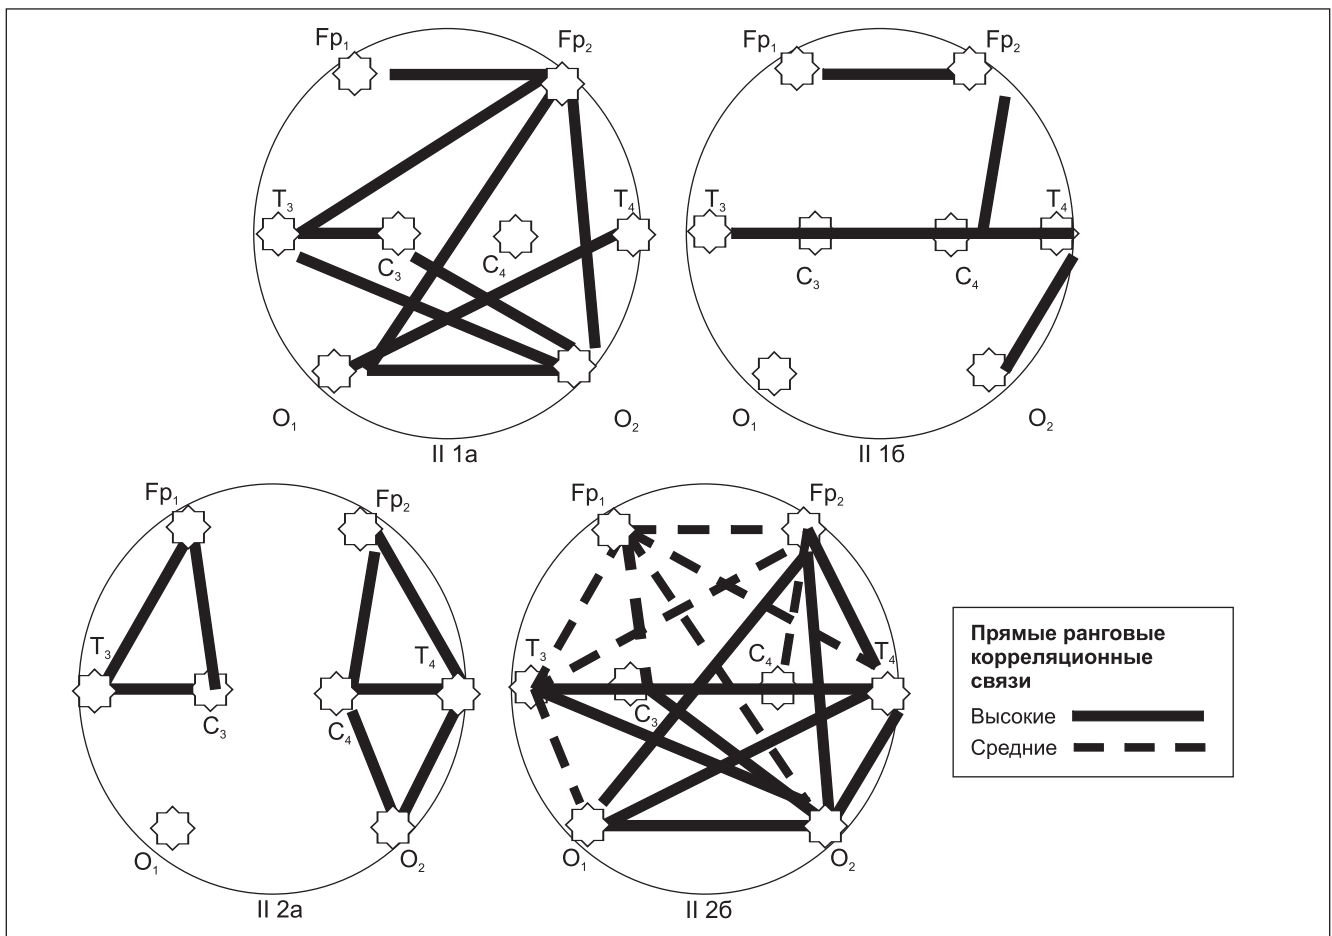 Fp₁ Fp₂
T₃ T₄
C₃ C₄
O₁ O₂
II 1а
Fp₁ Fp₂
T₃ T₄
C₃ C₄
O₁ O₂
II 1б
Fp₁ Fp₂
T₃ T₄
C₃ C₄
O₁ O₂
II 2а
Fp₁ Fp₂
T₃ C₄ T₄
C₃
O₁ O₂
II 2б
Прямые ранговые
корреляционные
связи
Высокие
Средние